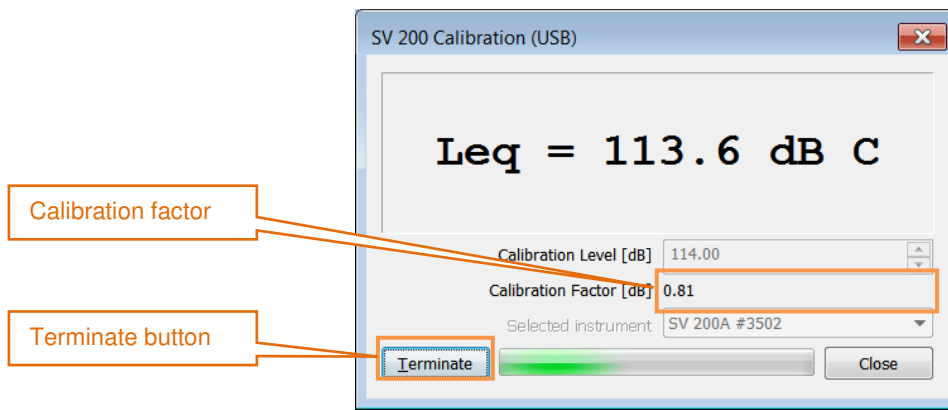 SV 200 Calibration (USB)
Leq = 113.6 dB C
Calibration factor
Calibration Level [dB] 114.00
Calibration Factor [dB] 0.81
Selected instrument SV 200A #3502
Terminate button
Terminate Close